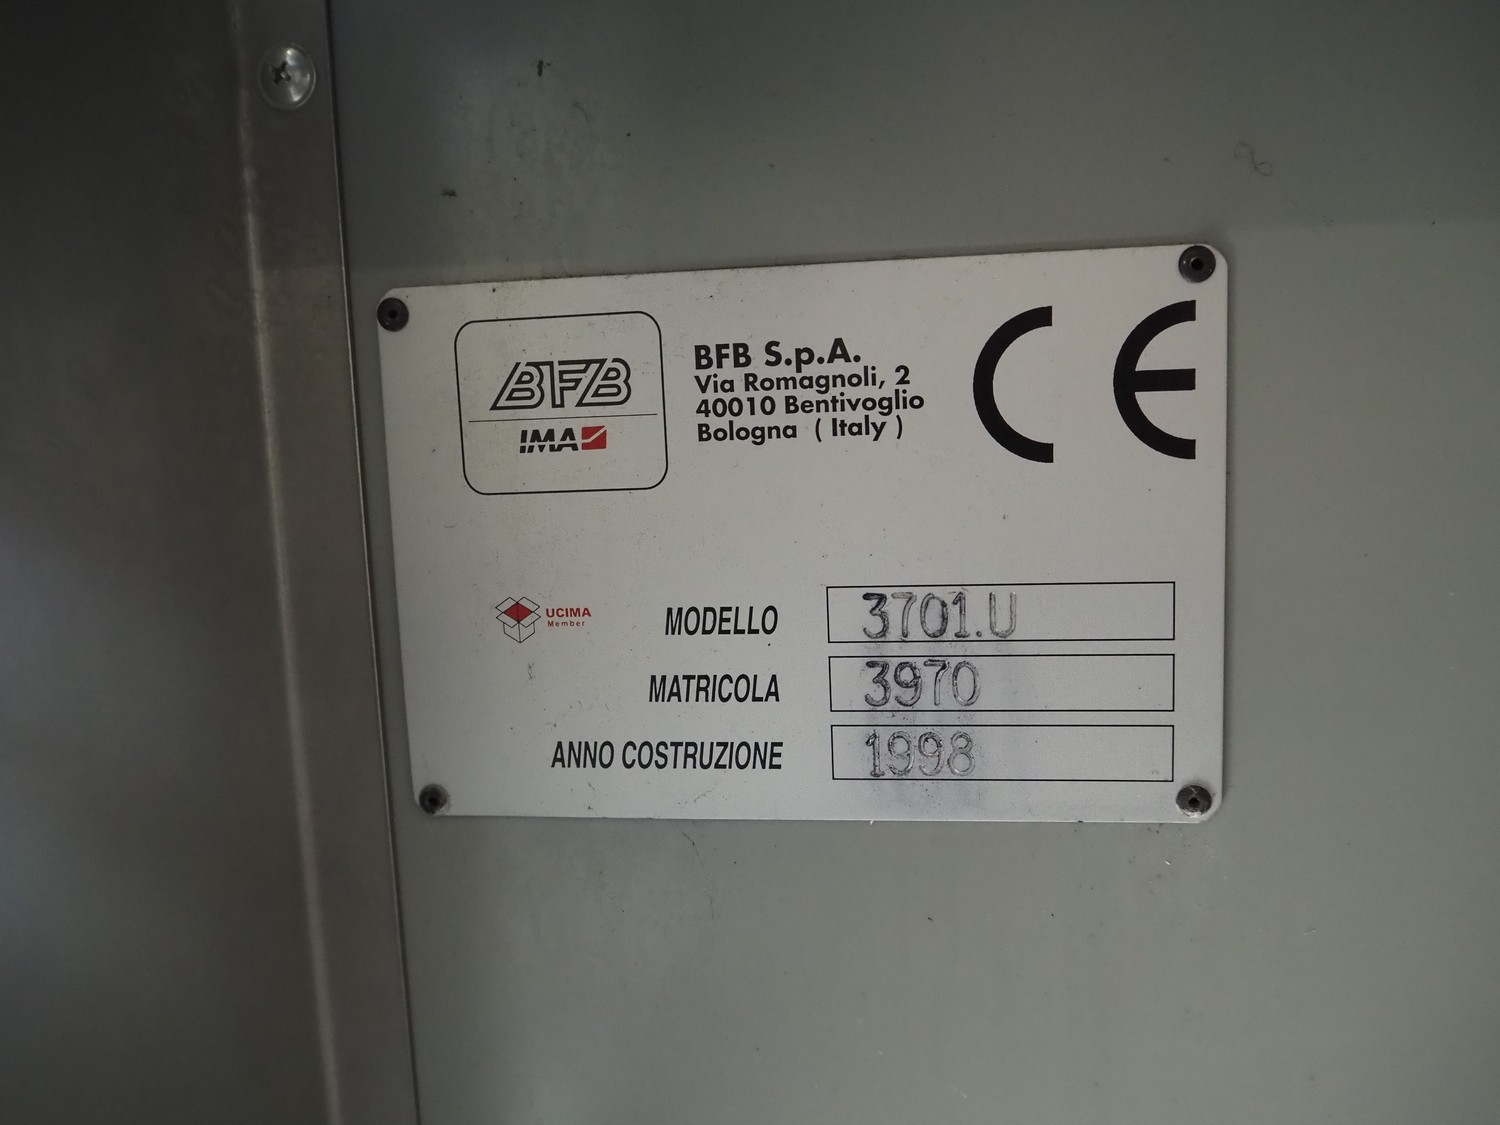 BFB
IMA
BFB S.p.A.
Via Romagnoli, 2
40010 Bentivoglio
Bologna ( Italy )
CE
UCIMA
Member
MODELLO 3701.U
MATRICOLA 3970
ANNO COSTRUZIONE 1998